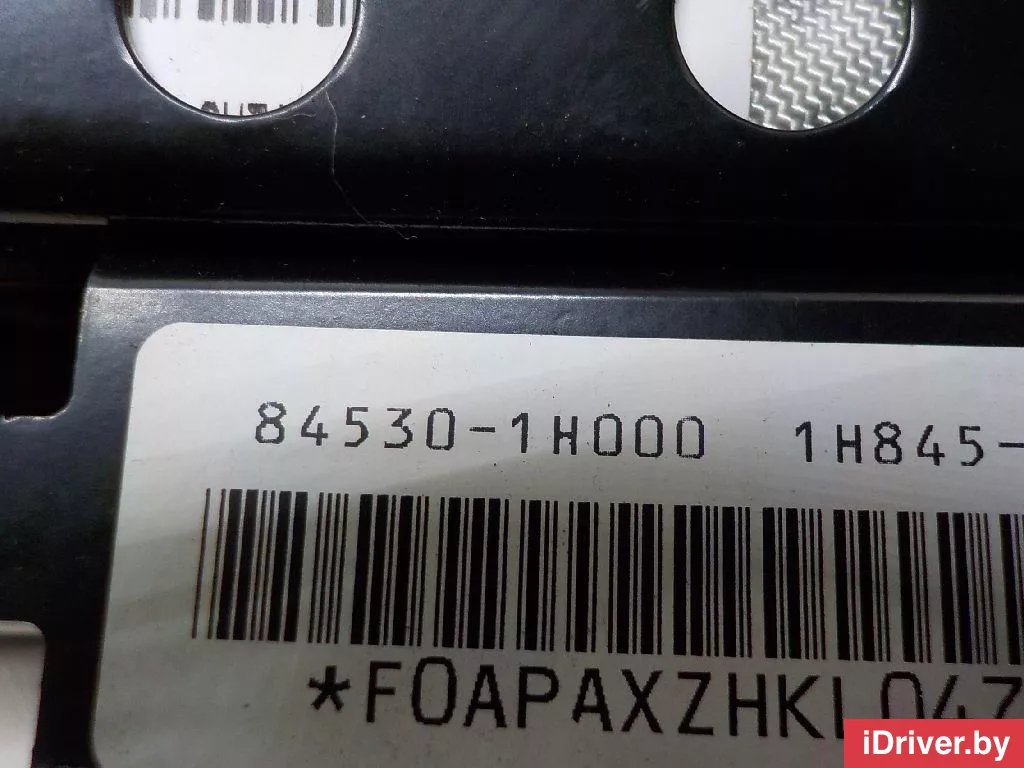 84530-1H000 1H845-
*F0APAXZHKL047
iDriver.by